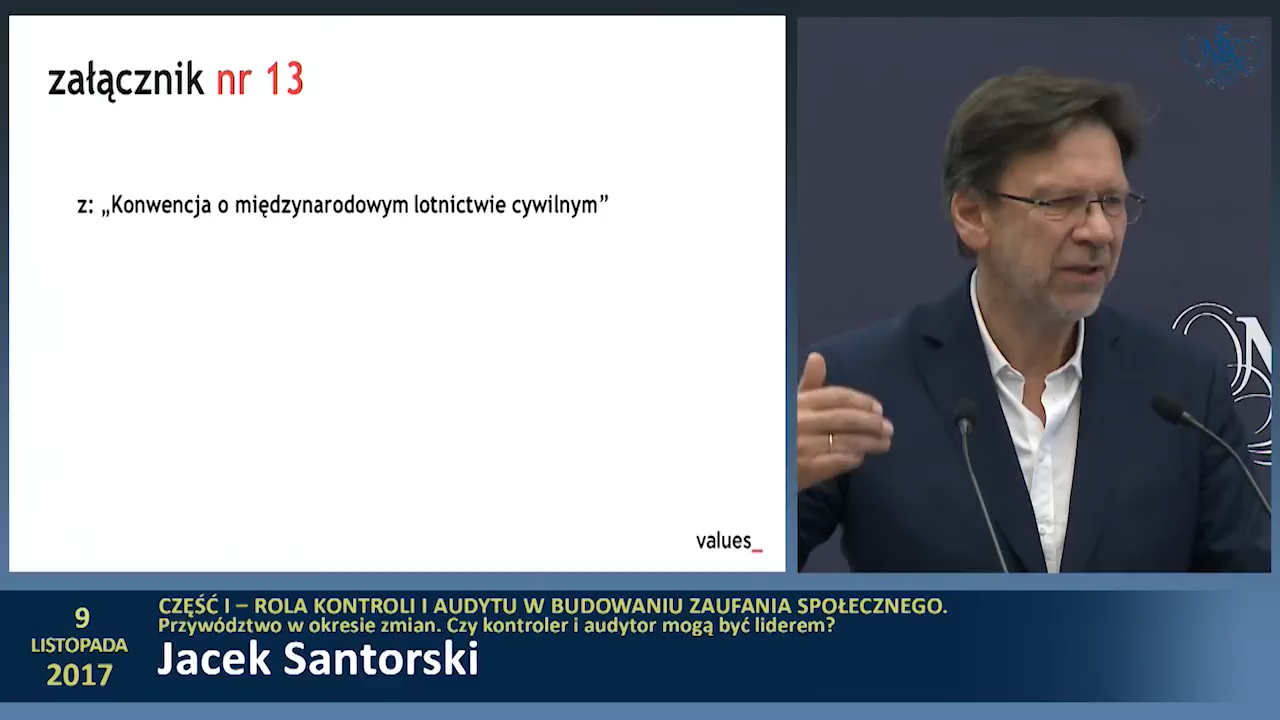 załącznik nr 13
z: „Konwencja o międzynarodowym lotnictwie cywilnym”
values_
9
LISTOPADA
2017
CZĘŚĆ I – ROLA KONTROLI I AUDYTU W BUDOWANIU ZAUFANIA SPOŁECZNEGO.
Przywództwo w okresie zmian. Czy kontroler i audytor mogą być liderem?
Jacek Santorski